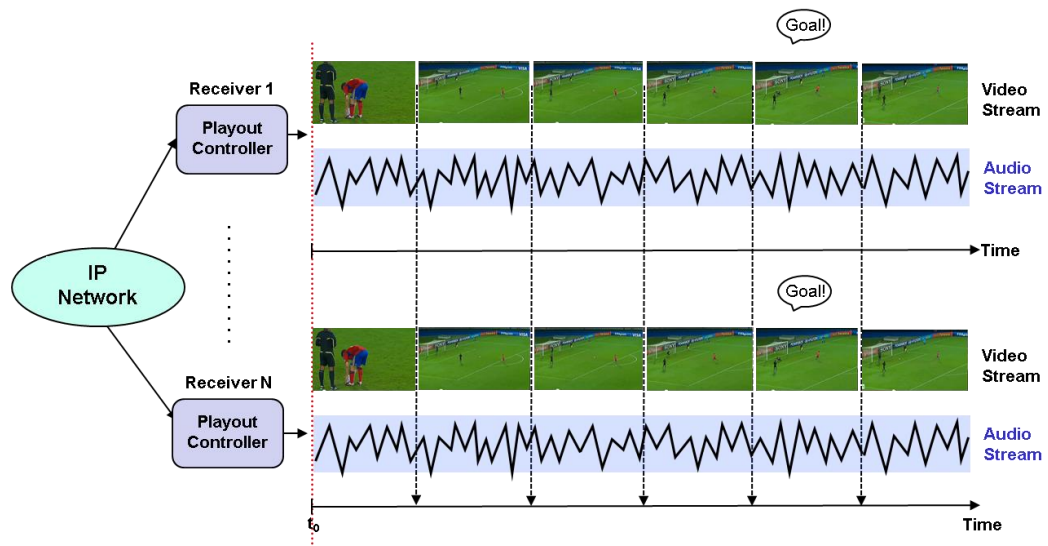 Goal!
Receiver 1
Playout
Controller
Video
Stream
Audio
Stream
Time
IP
Network
Goal!
Receiver N
Playout
Controller
Video
Stream
Audio
Stream
t₀
Time